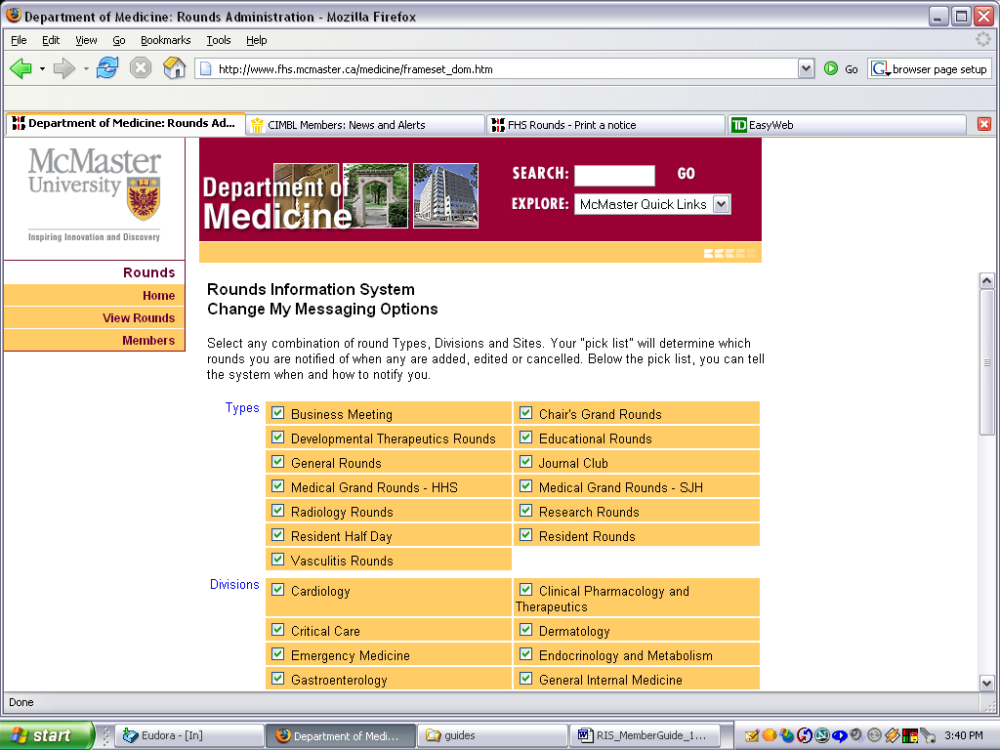 Department of Medicine: Rounds Administration - Mozilla Firefox
File Edit View Go Bookmarks Tools Help
http://www.fhs.mcmaster.ca/medicine/frameset_dom.htm
Go
G
browser page setup
Department of Medicine: Rounds Ad...
CIMBL Members: News and Alerts
FHS Rounds - Print a notice
TD EasyWeb
McMaster
University
Inspiring Innovation and Discovery
Department of
Medicine
SEARCH: GO
EXPLORE: McMaster Quick Links
Rounds
Home
View Rounds
Members
Rounds Information System
Change My Messaging Options
Select any combination of round Types, Divisions and Sites. Your "pick list" will determine which
rounds you are notified of when any are added, edited or cancelled. Below the pick list, you can tell
the system when and how to notify you.
Types
Business Meeting
Chair's Grand Rounds
Developmental Therapeutics Rounds
Educational Rounds
General Rounds
Journal Club
Medical Grand Rounds - HHS
Medical Grand Rounds - SJH
Radiology Rounds
Research Rounds
Resident Half Day
Resident Rounds
Vasculitis Rounds
Divisions
Cardiology
Clinical Pharmacology and
Therapeutics
Critical Care
Dermatology
Emergency Medicine
Endocrinology and Metabolism
Gastroenterology
General Internal Medicine
Done
start
Eudora - [In]
Department of Medi...
guides
RIS_MemberGuide_1...
3:40 PM